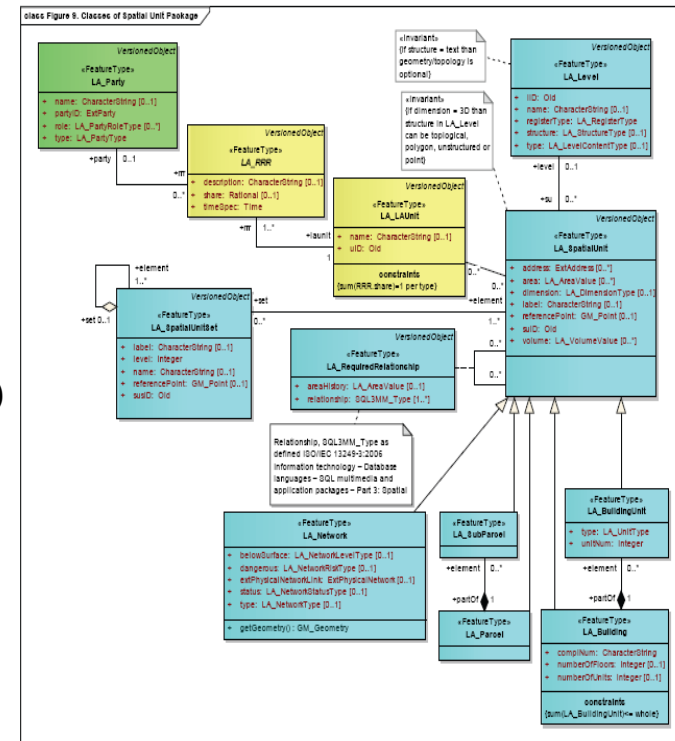 class Figure 9. Classes of Spatial Unit Package
VersionedObject
«FeatureType»
LA_Party
+ name: CharacterString [0..1]
+ partyID: ExtParty
+ role: LA_PartyRoleType [0..*]
+ type: LA_PartyType
+party 0..1
+rrr
0..*
VersionedObject
«FeatureType»
LA_RRR
+ description: CharacterString [0..1]
+ share: Rational [0..1]
+ timeSpec: Time
+rrr 1..*
+launit
1
VersionedObject
«FeatureType»
LA_LAUnit
+ name: CharacterString [0..1]
+ uID: Oid
constraints
{sum(RRR.share)=1 per type}
0..*
0..*
«invariant»
{if structure = text than
geometry/topology is
optional}
«invariant»
{if dimension = 3D than
structure in LA_Level
can be topological,
polygon, unstructured or
point}
VersionedObject
«FeatureType»
LA_Level
+ lID: Oid
+ name: CharacterString [0..1]
+ registerType: LA_RegisterType
+ structure: LA_StructureType [0..1]
+ type: LA_LevelContentType [0..1]
+level 0..1
+su 0..*
VersionedObject
«FeatureType»
LA_SpatialUnit
+ address: ExtAddress [0..*]
+ area: LA_AreaValue [0..*]
+ dimension: LA_DimensionType [0..1]
+ label: CharacterString [0..1]
+ referencePoint: GM_Point [0..1]
+ suID: Oid
+ volume: LA_VolumeValue [0..*]
+element
1..*
+set 0..1
VersionedObject
«FeatureType»
LA_SpatialUnitSet
+ label: CharacterString [0..1]
+ level: Integer
+ name: CharacterString [0..1]
+ referencePoint: GM_Point [0..1]
+ susID: Oid
+set
0..*
+element
1..*
0..*
0..*
VersionedObject
«FeatureType»
LA_RequiredRelationship
+ areaHistory: LA_AreaValue [0..1]
+ relationship: SQL3MM_Type [1..*]
Relationship, SQL3MM_Type as
defined ISO/IEC 13249-3:2006
Information technology – Database
languages – SQL multimedia and
application packages – Part 3: Spatial
«FeatureType»
LA_Network
+ belowSurface: LA_NetworkLevelType [0..1]
+ dangerous: LA_NetworkRiskType [0..1]
+ extPhysicalNetworkLink: ExtPhysicalNetwork [0..1]
+ status: LA_NetworkStatusType [0..1]
+ type: LA_NetworkType [0..1]
+ getGeometry() : GM_Geometry
«FeatureType»
LA_SubParcel
+element 0..*
+partOf 1
«FeatureType»
LA_Parcel
«FeatureType»
LA_BuildingUnit
+ type: LA_UnitType
+ unitNum: Integer
+element 0..*
+partOf 1
«FeatureType»
LA_Building
+ complNum: CharacterString
+ numberOfFloors: Integer [0..1]
+ numberOfUnits: Integer [0..1]
constraints
{sum(LA_BuildingUnit)<= whole}
)